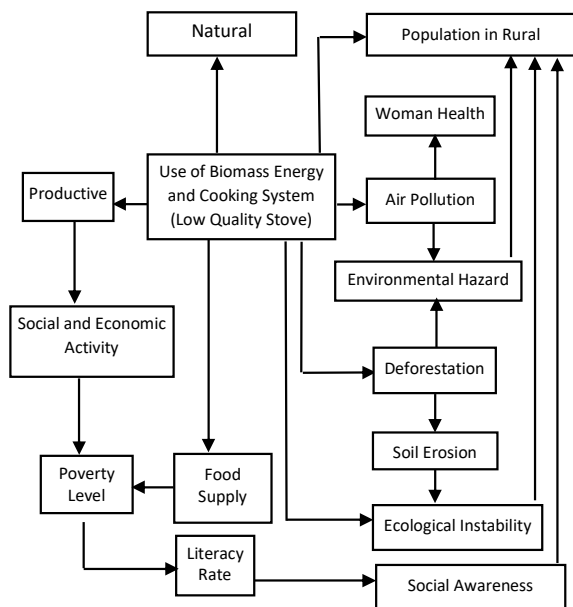 Natural
Population in Rural
Woman Health
Use of Biomass Energy
and Cooking System
(Low Quality Stove)
Productive
Air Pollution
Environmental Hazard
Social and Economic
Activity
Deforestation
Soil Erosion
Poverty
Level
Food
Supply
Ecological Instability
Literacy
Rate
Social Awareness